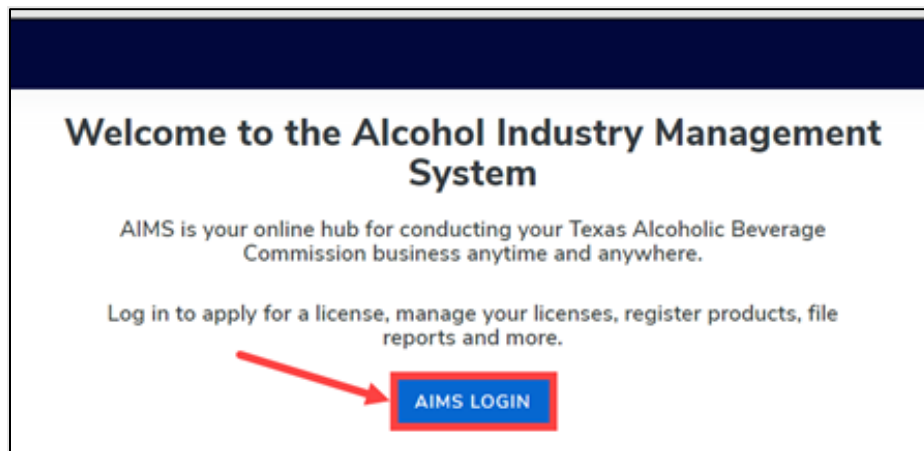 Welcome to the Alcohol Industry Management
System
AIMS is your online hub for conducting your Texas Alcoholic Beverage
Commission business anytime and anywhere.
Log in to apply for a license, manage your licenses, register products, file
reports and more.
AIMS LOGIN